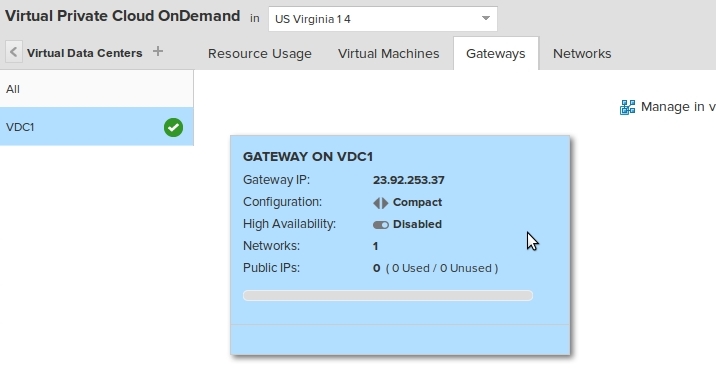 Virtual Private Cloud OnDemand in US Virginia 1 4
Virtual Data Centers + Resource Usage Virtual Machines Gateways Networks
All
VDC1
Manage in v
GATEWAY ON VDC1
Gateway IP: 23.92.253.37
Configuration: Compact
High Availability: Disabled
Networks: 1
Public IPs: 0 ( 0 Used / 0 Unused )